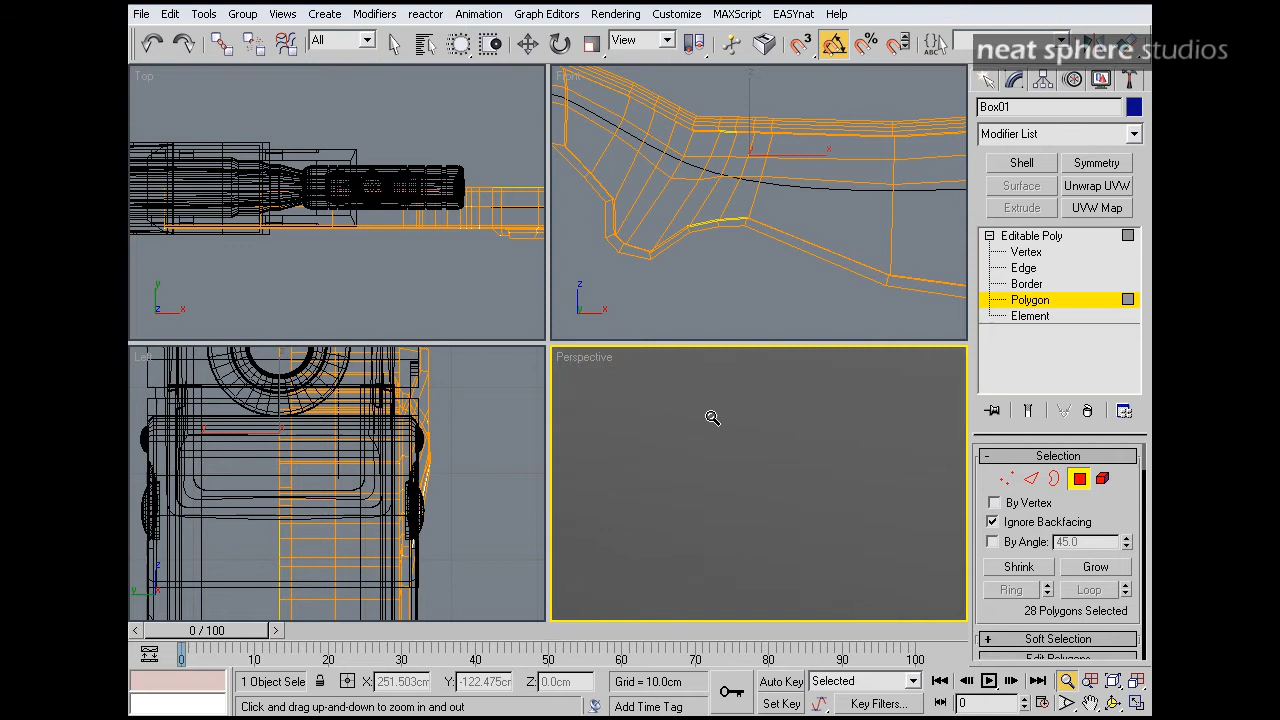 File Edit Tools Group Views Create Modifiers reactor Animation Graph Editors Rendering Customize MAXScript EASYnat Help
All View 3 ABC
neat sphere studios
Top Front
Box01
Modifier List
Shell Symmetry
Surface Unwrap UVW
Extrude UVW Map
Editable Poly
Vertex
Edge
Border
Polygon
Element
Left Perspective
Selection
By Vertex
Ignore Backfacing
By Angle: 45.0
Shrink Grow
Ring Loop
28 Polygons Selected
Soft Selection
0 / 100
0 10 20 30 40 50 60 70 80 90 100
1 Object Sele X: 251.503cm Y: -122.475cm Z: 0.0cm Grid = 10.0cm Auto Key Selected
Click and drag up-and-down to zoom in and out Add Time Tag Set Key Key Filters... 0